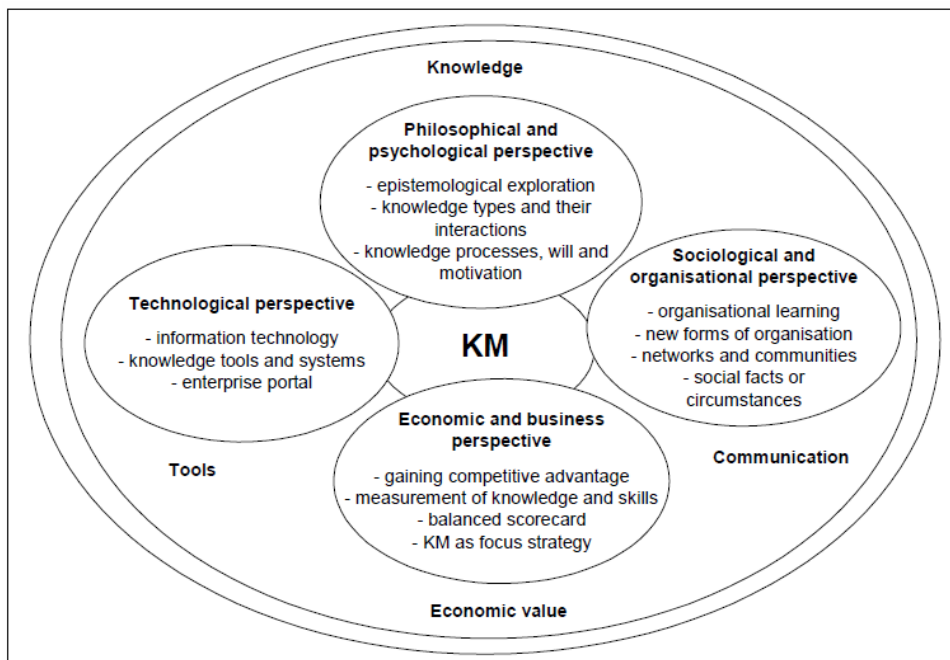 Knowledge
Philosophical and
psychological perspective
- epistemological exploration
- knowledge types and their
interactions
- knowledge processes, will and
motivation
Technological perspective
- information technology
- knowledge tools and systems
- enterprise portal
KM
Sociological and
organisational perspective
- organisational learning
- new forms of organisation
- networks and communities
- social facts or
circumstances
Economic and business
perspective
- gaining competitive advantage
- measurement of knowledge and skills
- balanced scorecard
- KM as focus strategy
Tools
Communication
Economic value